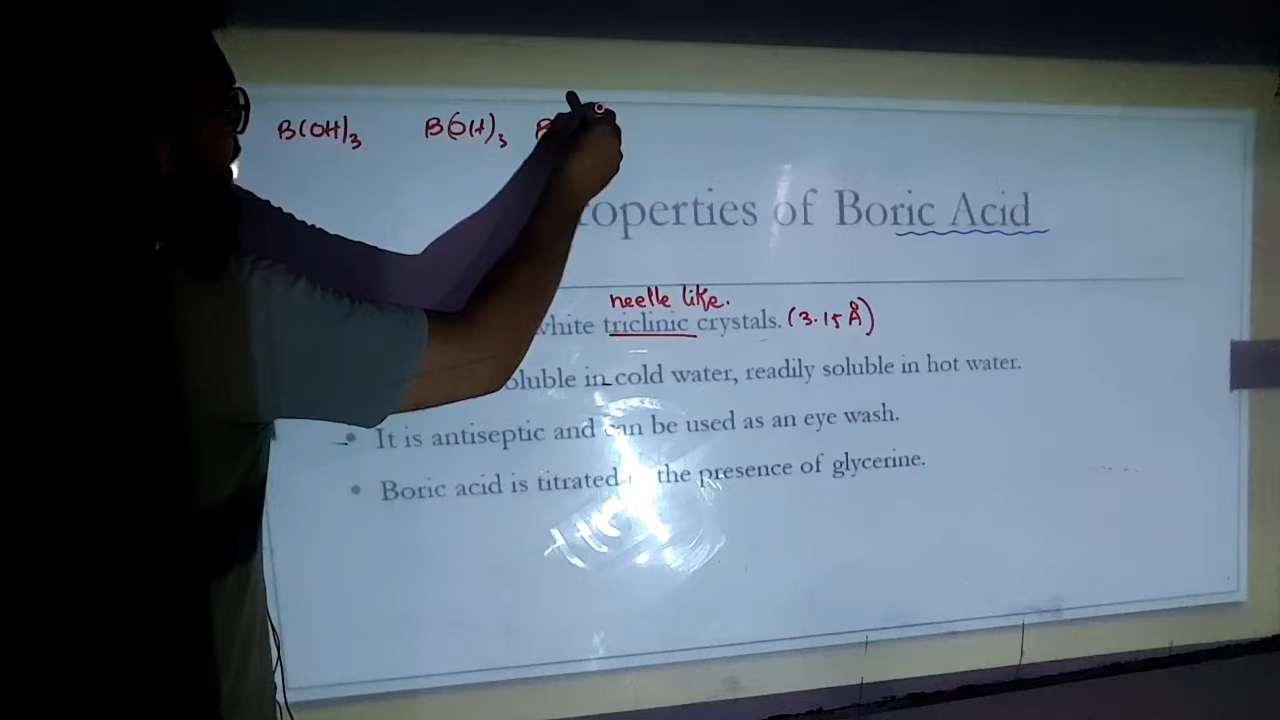 B(OH)3 B(OH)3 B
roperties of Boric Acid
neelle like.
white triclinic crystals. (3.15 Å)
oluble in cold water, readily soluble in hot water.
• It is antiseptic and can be used as an eye wash.
• Boric acid is titrated the presence of glycerine.